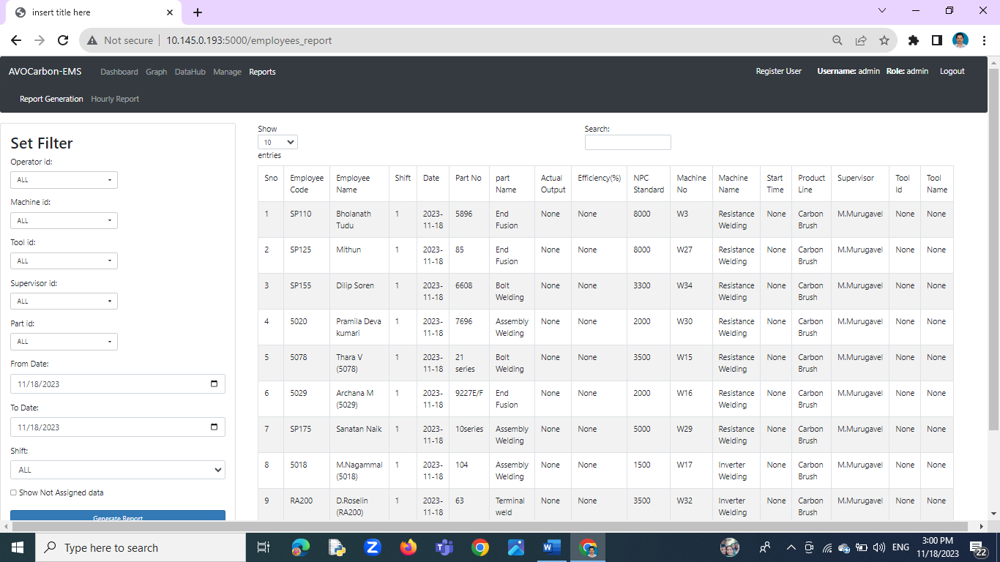 insert title here
Not secure
10.145.0.193:5000/employees_report
AVOCarbon-EMS Dashboard Graph DataHub Manage Reports Register User Username: admin Role: admin Logout
Report Generation Hourly Report
Set Filter
Operator id:
ALL
Machine id:
ALL
Tool id:
ALL
Supervisor id:
ALL
Part id:
ALL
From Date:
11/18/2023
To Date:
11/18/2023
Shift:
ALL
Show Not Assigned data
Generate Report
Show
10
entries
Search:
Sno Employee Code Employee Name Shift Date Part No part Name Actual Output Efficiency(%) NPC Standard Machine No Machine Name Start Time Product Line Supervisor Tool Id Tool Name
1 SP110 Bholanath Tudu 1 2023-11-18 5896 End Fusion None None 8000 W3 Resistance Welding None Carbon Brush M.Murugavel None None
2 SP125 Mithun 1 2023-11-18 85 End Fusion None None 8000 W27 Resistance Welding None Carbon Brush M.Murugavel None None
3 SP155 Dilip Soren 1 2023-11-18 6608 Bolt Welding None None 3300 W34 Resistance Welding None Carbon Brush M.Murugavel None None
4 5020 Pramila Deva kumari 1 2023-11-18 7696 Assembly Welding None None 2000 W30 Resistance Welding None Carbon Brush M.Murugavel None None
5 5078 Thara V (5078) 1 2023-11-18 21 series Bolt Welding None None 3500 W15 Resistance Welding None Carbon Brush M.Murugavel None None
6 5029 Archana M (5029) 1 2023-11-18 9227E/F End Fusion None None 2000 W16 Resistance Welding None Carbon Brush M.Murugavel None None
7 SP175 Sanatan Naik 1 2023-11-18 10series Assembly Welding None None 5000 W29 Resistance Welding None Carbon Brush M.Murugavel None None
8 5018 M.Nagammal (5018) 1 2023-11-18 104 Assembly Welding None None 1500 W17 Inverter Welding None Carbon Brush M.Murugavel None None
9 RA200 D.Roselin (RA200) 1 2023-11-18 63 Terminal weld None None 3500 W32 Inverter Welding None Carbon Brush M.Murugavel None None
Type here to search
ENG
3:00 PM
11/18/2023
22